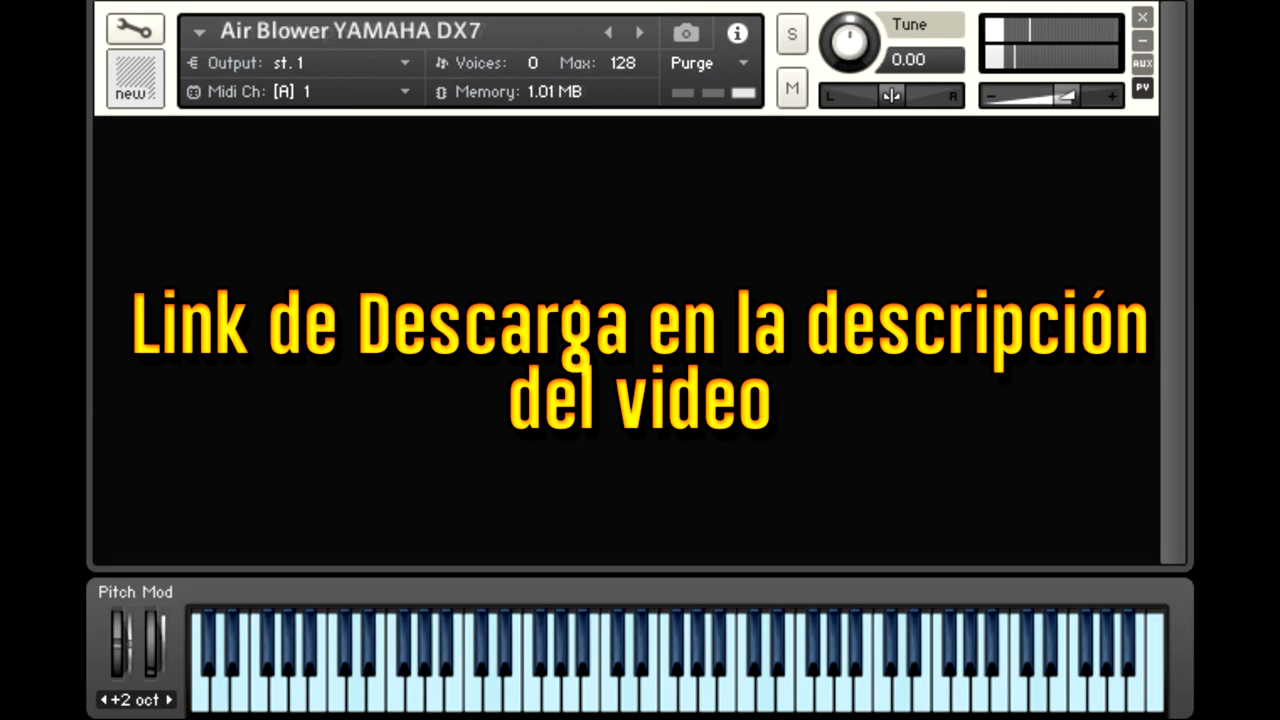 Air Blower YAMAHA DX7
Output: st. 1
Voices: 0 Max: 128
Purge
Midi Ch: [A] 1
Memory: 1.01 MB
new
S
M
Tune
0.00
L R
- +
AUX
PV
Link de Descarga en la descripción
del video
Pitch Mod
+2 oct